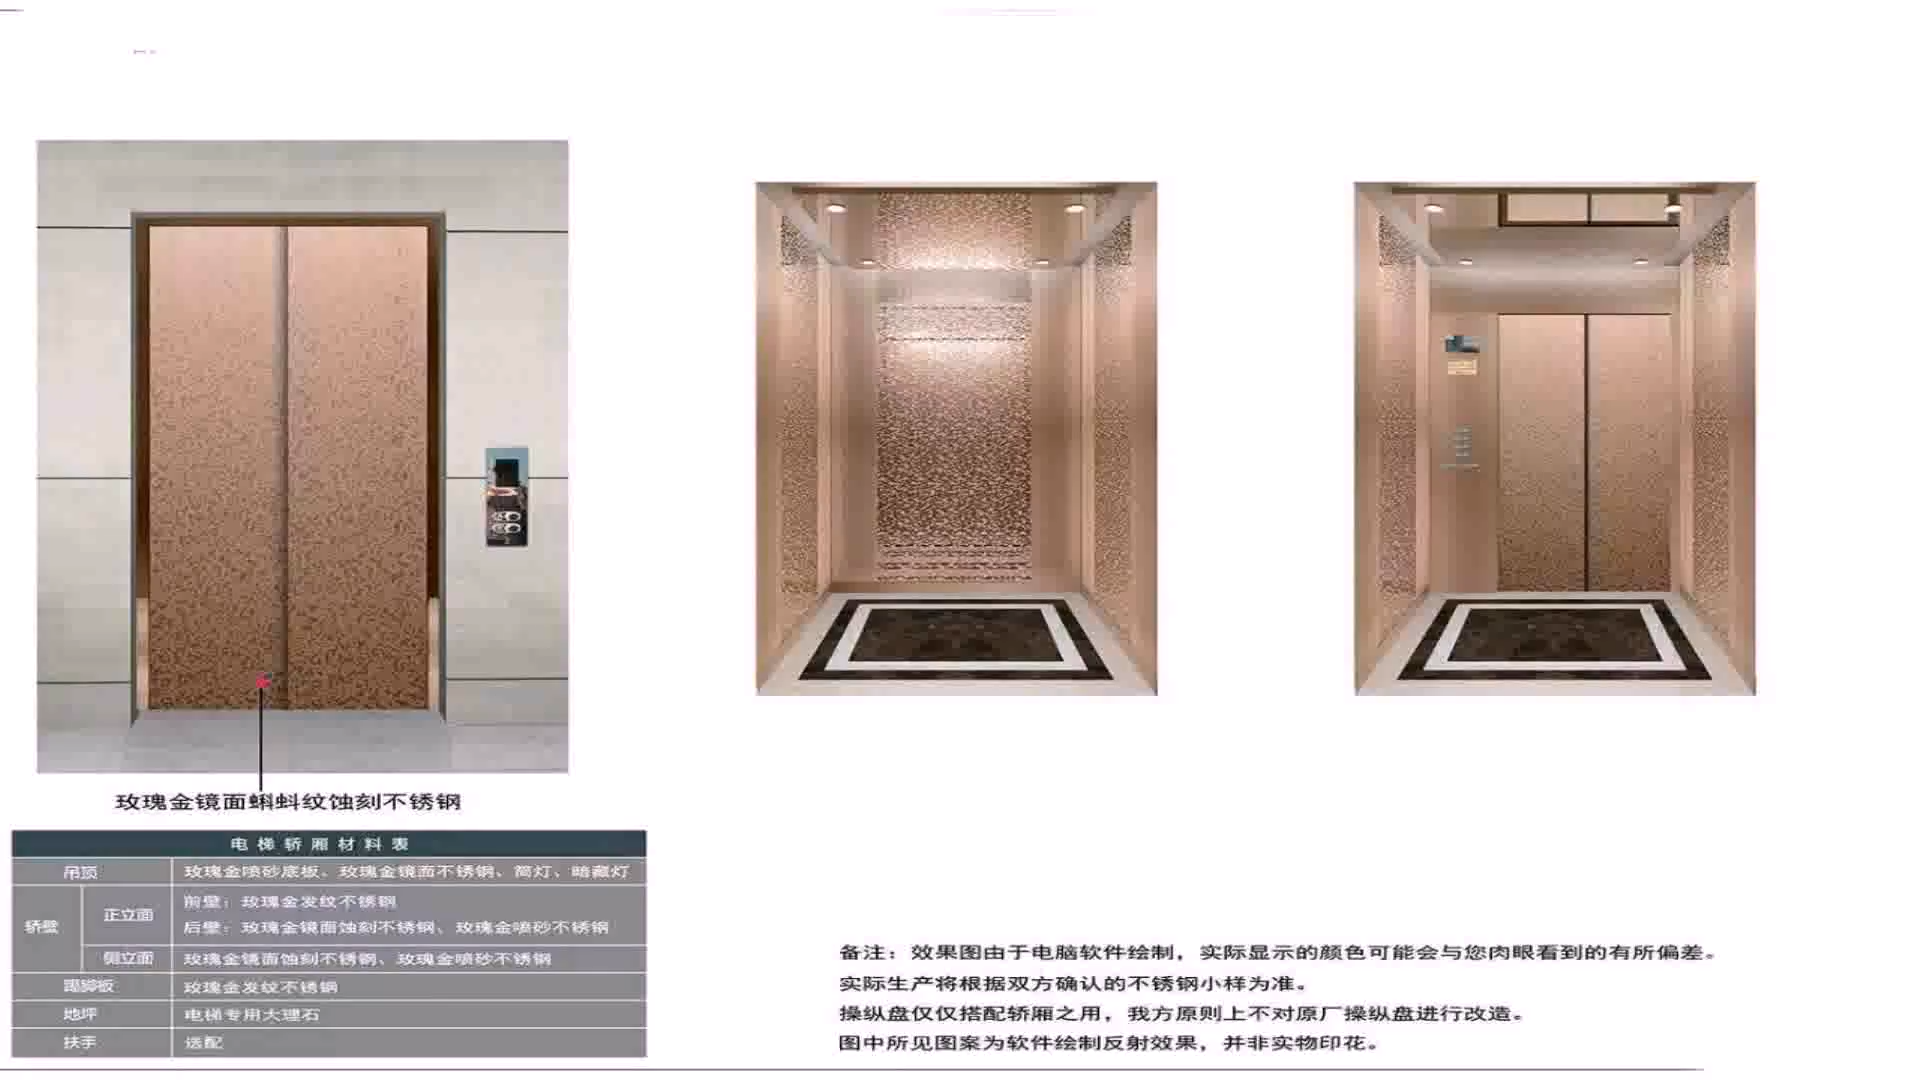 玫瑰金镜面蝌蚪纹蚀刻不锈钢
电梯轿厢材料表
吊顶 玫瑰金喷砂底板、玫瑰金镜面不锈钢、筒灯、暗藏灯
轿壁 正立面 前壁：玫瑰金发纹不锈钢
后壁：玫瑰金镜面蚀刻不锈钢、玫瑰金喷砂不锈钢
侧立面 玫瑰金镜面蚀刻不锈钢、玫瑰金喷砂不锈钢
踢脚板 玫瑰金发纹不锈钢
地坪 电梯专用大理石
扶手 选配
备注：效果图由于电脑软件绘制，实际显示的颜色可能会与您肉眼看到的有所偏差。
实际生产将根据双方确认的不锈钢小样为准。
操纵盘仅仅搭配轿厢之用，我方原则上不对原厂操纵盘进行改造。
图中所见图案为软件绘制反射效果，并非实物印花。